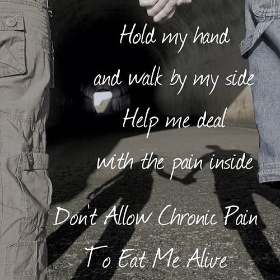 Hold my hand
and walk by my side
Help me deal
with the pain inside
Don't Allow Chronic Pain
To Eat Me Alive